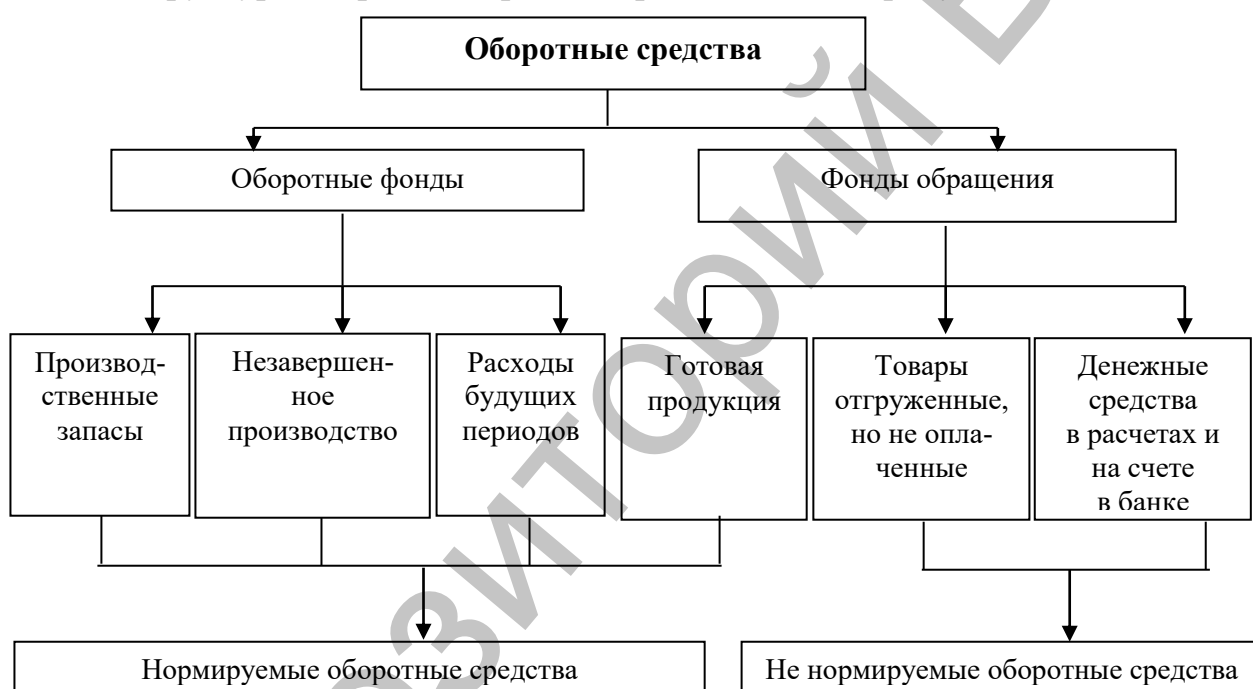 Оборотные средства
Оборотные фонды
Фонды обращения
Производ-
ственные
запасы
Незавершен-
ное
производство
Расходы
будущих
периодов
Готовая
продукция
Товары
отгруженные,
но не опла-
ченные
Денежные
средства
в расчетах и
на счете
в банке
Нормируемые оборотные средства
Не нормируемые оборотные средства